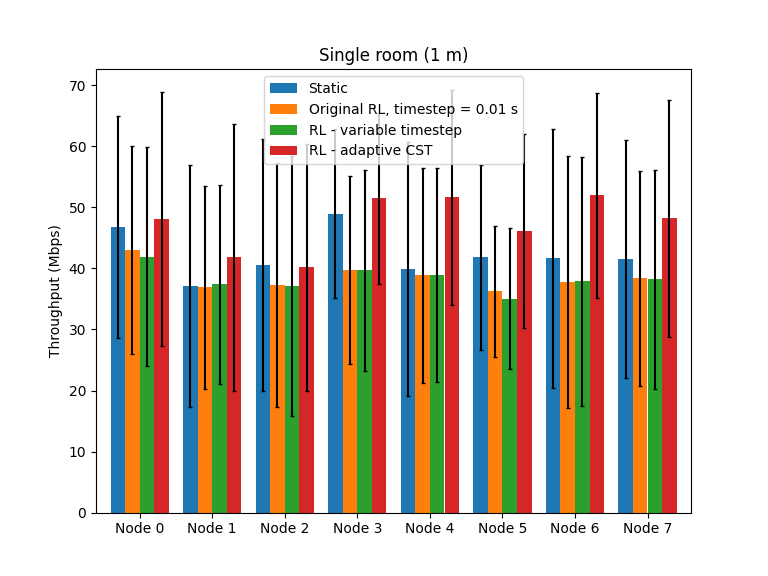 Single room (1 m)
Static
Original RL, timestep = 0.01 s
RL - variable timestep
RL - adaptive CST
Throughput (Mbps)
70
60
50
40
30
20
10
0
Node 0 Node 1 Node 2 Node 3 Node 4 Node 5 Node 6 Node 7